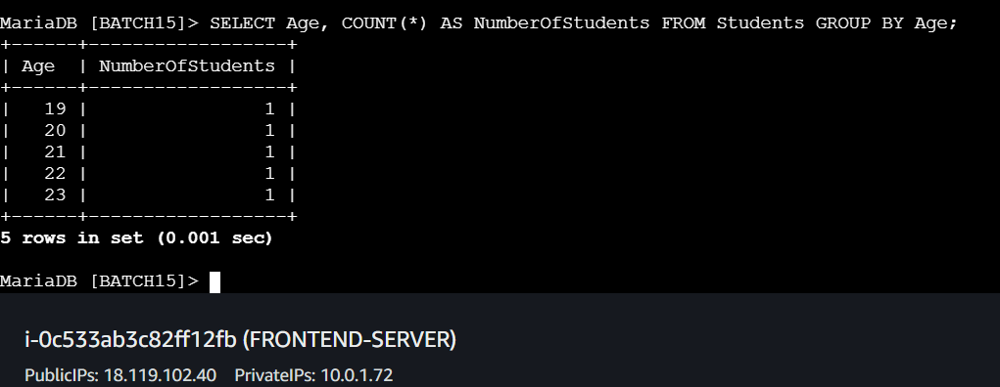 MariaDB [BATCH15]> SELECT Age, COUNT(*) AS NumberOfStudents FROM Students GROUP BY Age;
+------+------------------+
| Age  | NumberOfStudents |
+------+------------------+
|   19 |                1 |
|   20 |                1 |
|   21 |                1 |
|   22 |                1 |
|   23 |                1 |
+------+------------------+
5 rows in set (0.001 sec)
MariaDB [BATCH15]>
i-0c533ab3c82ff12fb (FRONTEND-SERVER)
PublicIPs: 18.119.102.40   PrivateIPs: 10.0.1.72